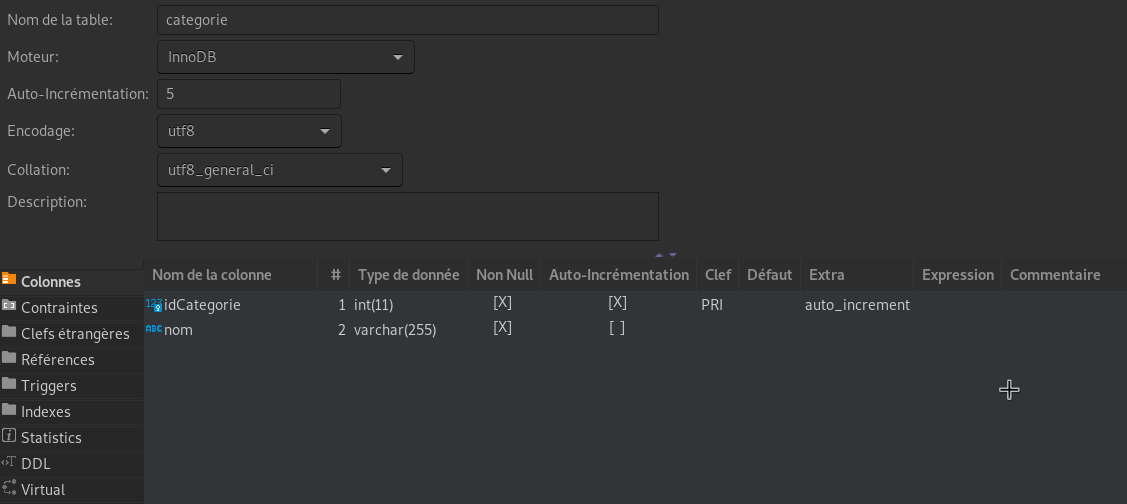 Nom de la table: categorie
Moteur: InnoDB
Auto-Incrémentation: 5
Encodage: utf8
Collation: utf8_general_ci
Description:
Colonnes
Contraintes
Clefs étrangères
Références
Triggers
Indexes
Statistics
DDL
Virtual
Nom de la colonne # Type de donnée Non Null Auto-Incrémentation Clef Défaut Extra Expression Commentaire
123 idCategorie 1 int(11) [X] [X] PRI auto_increment
ABC nom 2 varchar(255) [X] [ ]